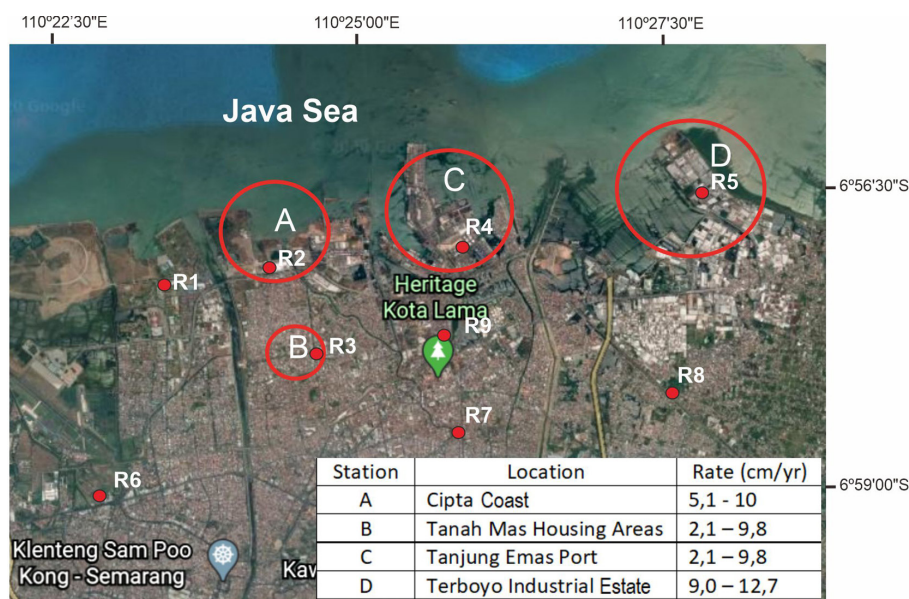 110º22'30"E
110º25'00"E
110º27'30"E
Java Sea
D
C
R5
6º56'30"S
A
R4
R2
R1
Heritage
Kota Lama
B
R3
R9
R8
R7
R6
6º59'00"S
Klenteng Sam Poo
Kong - Semarang
Kav
Station Location Rate (cm/yr)
A Cipta Coast 5,1 - 10
B Tanah Mas Housing Areas 2,1 – 9,8
C Tanjung Emas Port 2,1 – 9,8
D Terboyo Industrial Estate 9,0 – 12,7